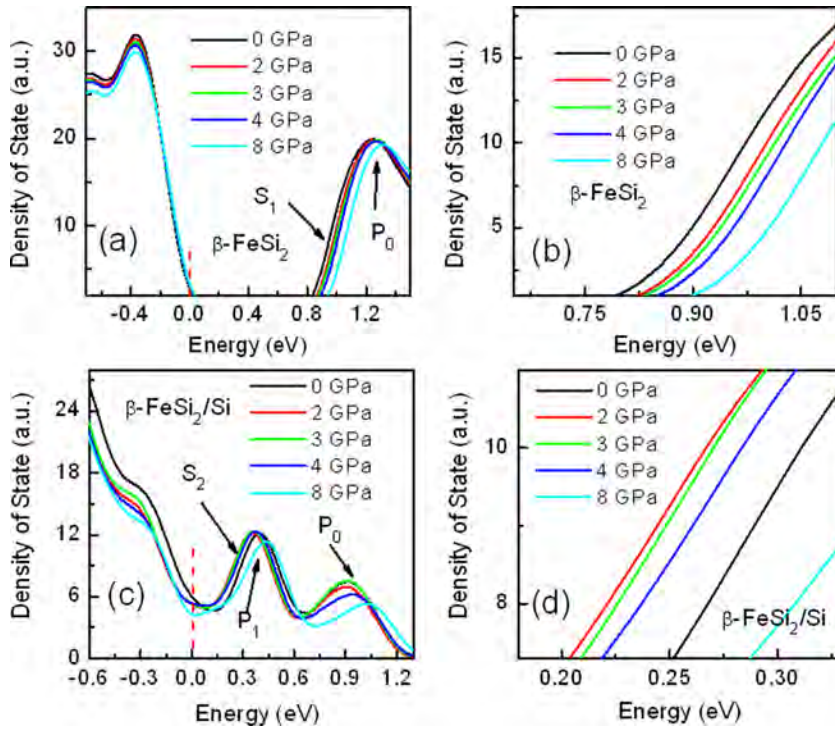 Density of State (a.u.)
30
20
10
0 GPa
2 GPa
3 GPa
4 GPa
8 GPa
S1
P0
(a)
β-FeSi2
-0.4 0.0 0.4 0.8 1.2
Energy (eV)
Density of State (a.u.)
15
10
5
0 GPa
2 GPa
3 GPa
4 GPa
8 GPa
β-FeSi2
(b)
0.75 0.90 1.05
Energy (eV)
Density of State (a.u.)
24
18
12
6
0
β-FeSi2/Si
0 GPa
2 GPa
3 GPa
4 GPa
8 GPa
S2
P0
P1
(c)
-0.6 -0.3 0.0 0.3 0.6 0.9 1.2
Energy (eV)
Density of State (a.u.)
10
8
0 GPa
2 GPa
3 GPa
4 GPa
8 GPa
β-FeSi2/Si
(d)
0.20 0.25 0.30
Energy (eV)